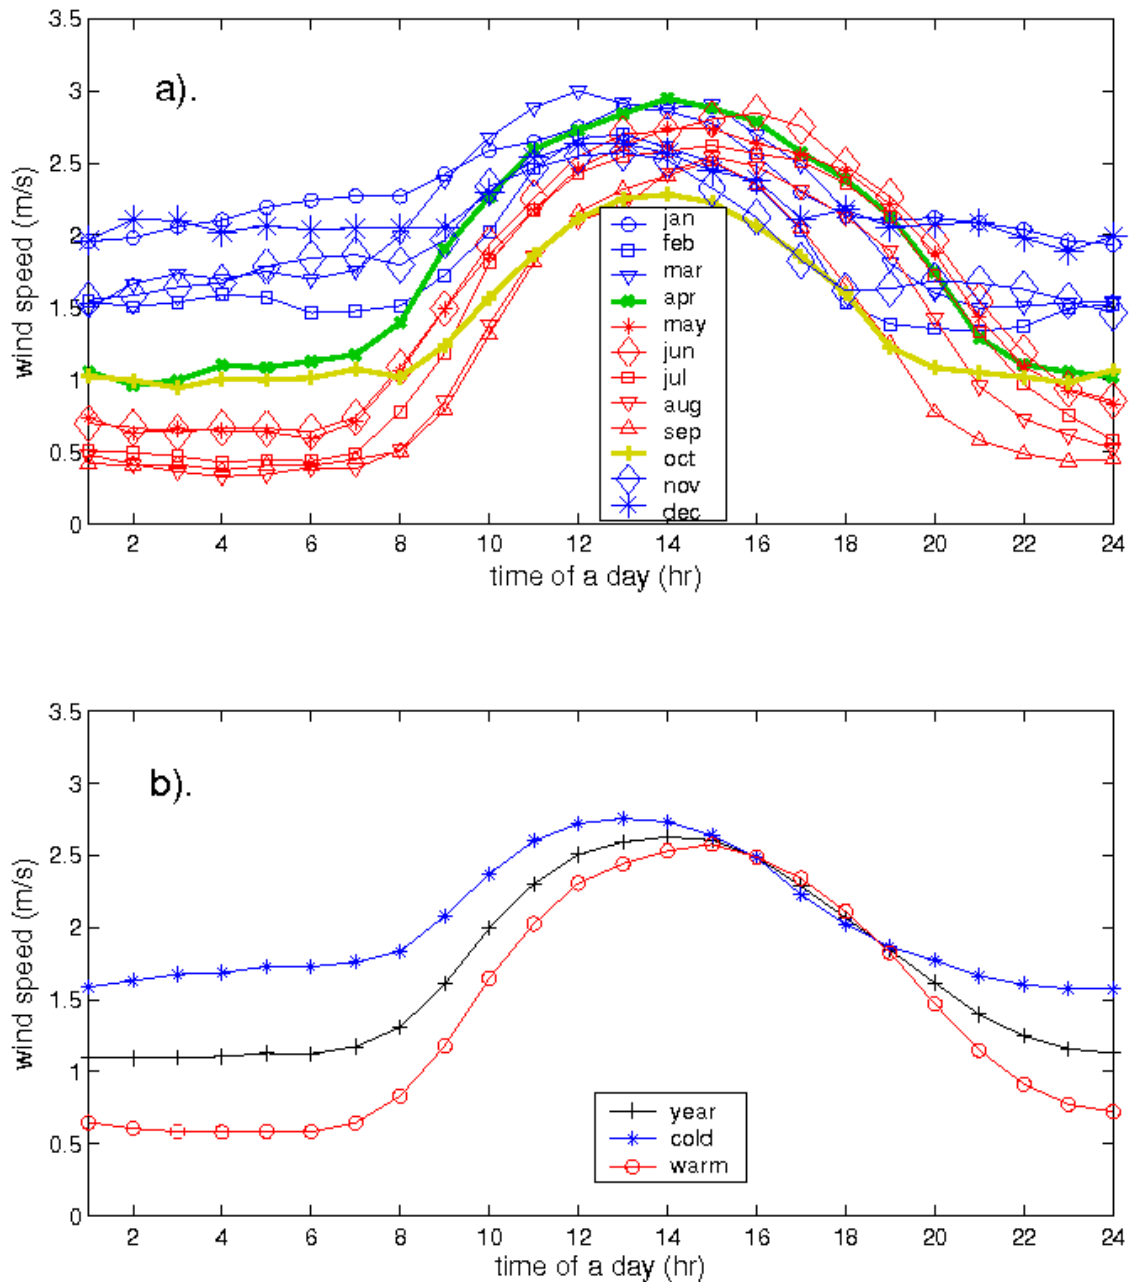 3.5
3
2.5
2
1.5
1
0.5
0
wind speed (m/s)
a).
jan
feb
mar
apr
may
jun
jul
aug
sep
oct
nov
dec
2 4 6 8 10 12 14 16 18 20 22 24
time of a day (hr)
3.5
3
2.5
2
1.5
1
0.5
0
wind speed (m/s)
b).
year
cold
warm
2 4 6 8 10 12 14 16 18 20 22 24
time of a day (hr)